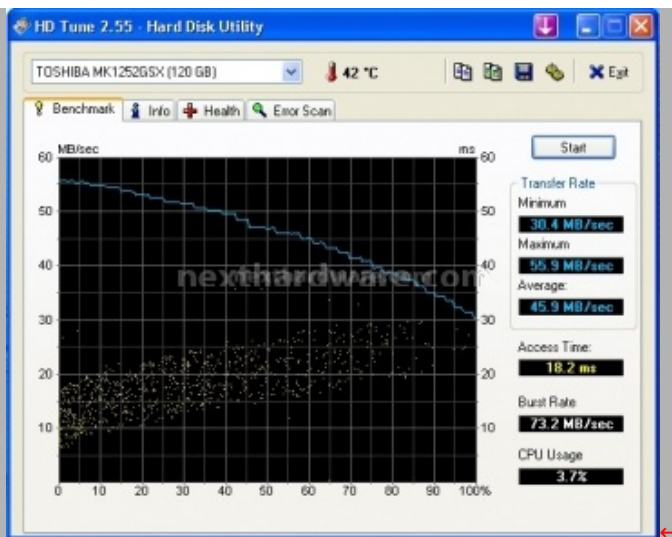 HD Tune 2.55 - Hard Disk Utility
TOSHIBA MK1252GSX (120 GB)
42 °C
Exit
Benchmark Info Health Error Scan
MB/sec
ms
60
50
40
30
20
10
60
50
40
30
20
10
0 10 20 30 40 50 60 70 80 90 100%
nexthardware.com
Start
Transfer Rate
Minimum
30.4 MB/sec
Maximum
55.9 MB/sec
Average:
45.9 MB/sec
Access Time:
18.2 ms
Burst Rate
73.2 MB/sec
CPU Usage
3.7%